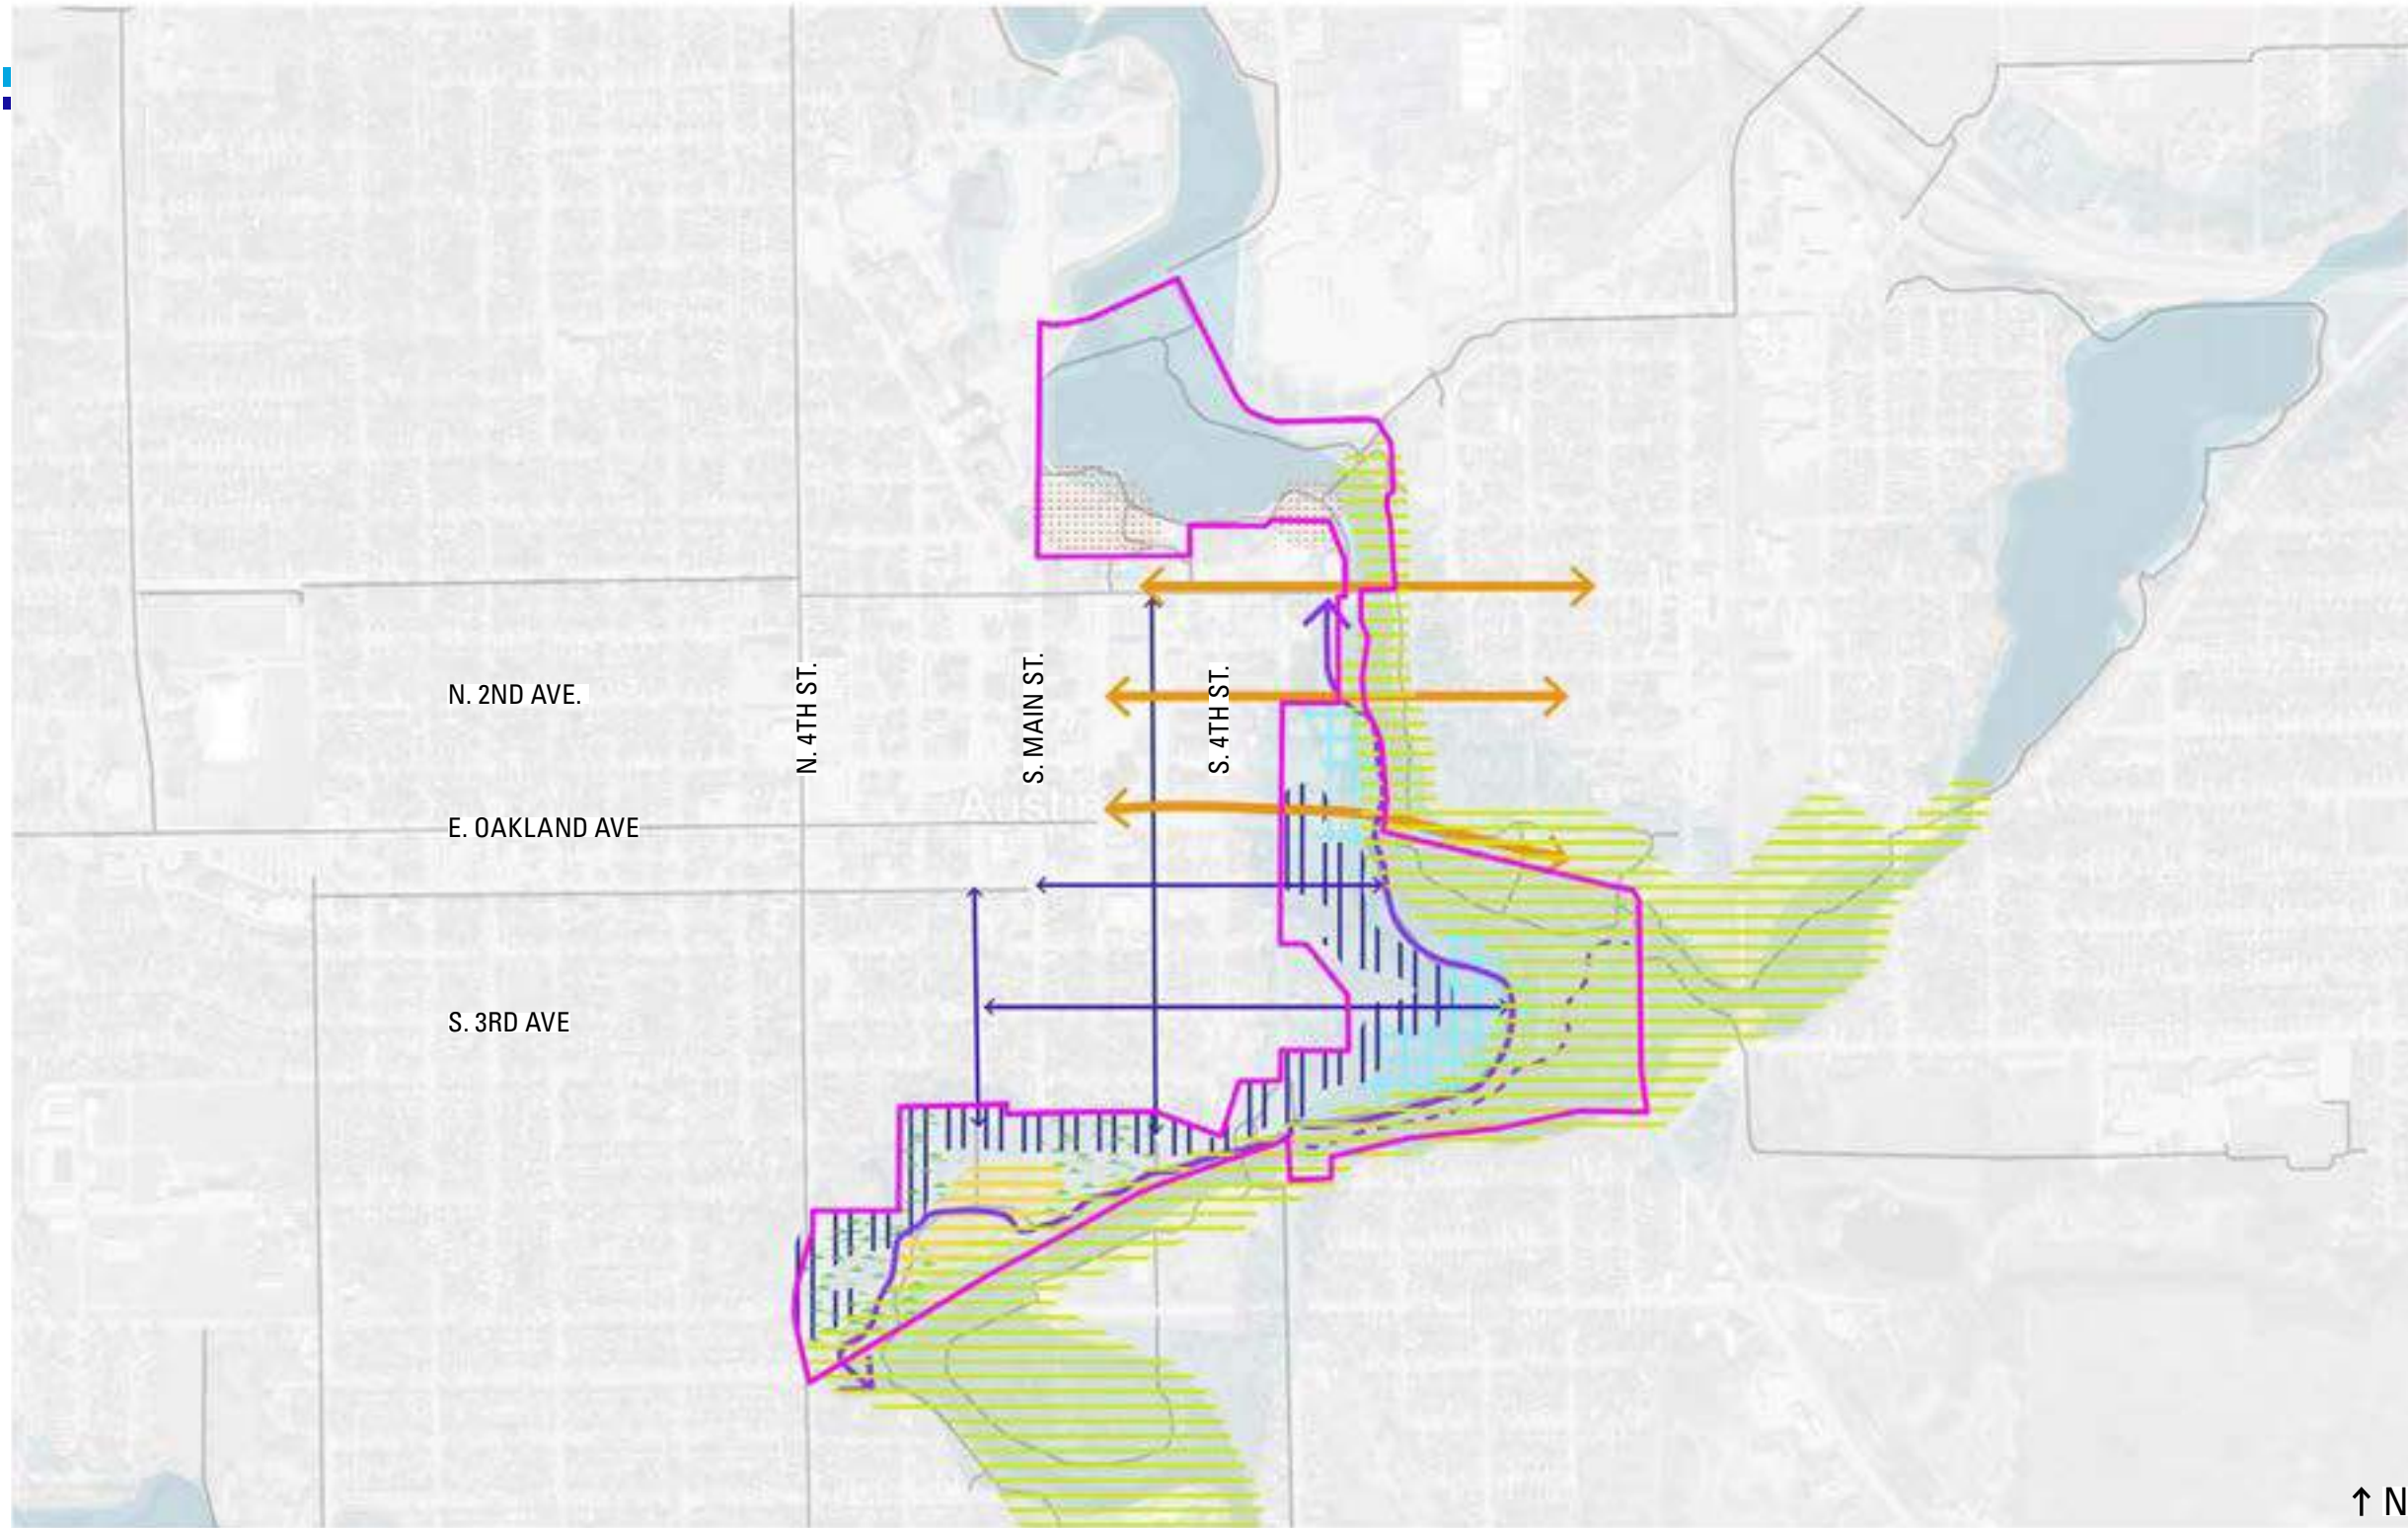 N. 2ND AVE.
N. 4TH ST.
S. MAIN ST.
S. 4TH ST.
E. OAKLAND AVE
S. 3RD AVE
↑ N